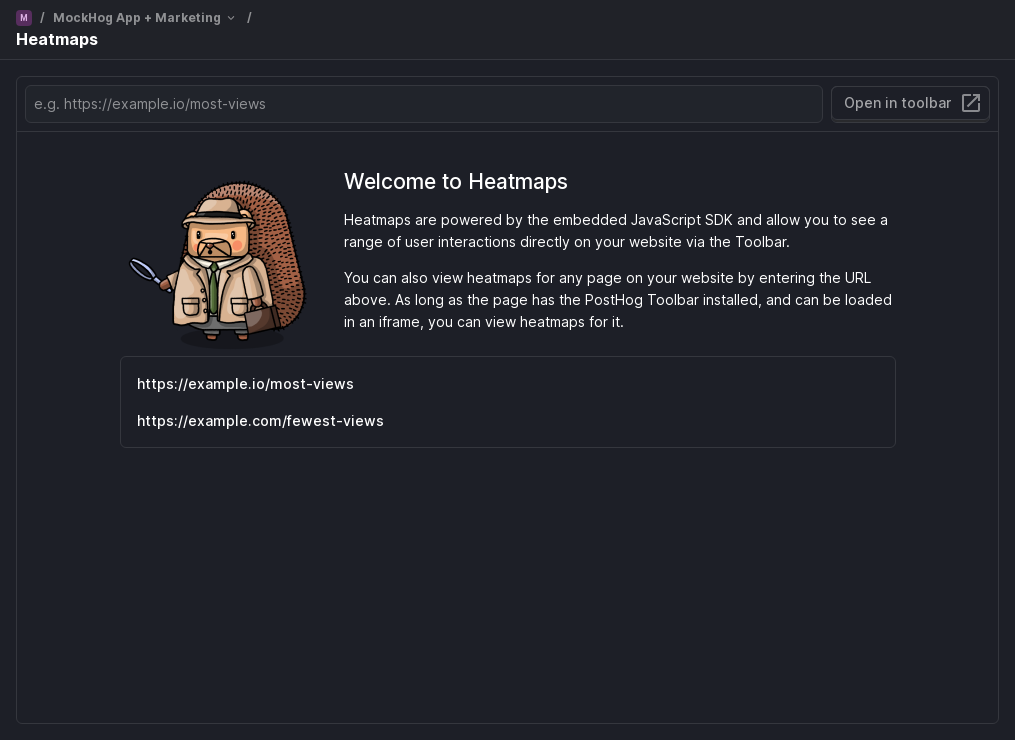 M / MockHog App + Marketing /
Heatmaps
e.g. https://example.io/most-views
Open in toolbar
Welcome to Heatmaps
Heatmaps are powered by the embedded JavaScript SDK and allow you to see a
range of user interactions directly on your website via the Toolbar.
You can also view heatmaps for any page on your website by entering the URL
above. As long as the page has the PostHog Toolbar installed, and can be loaded
in an iframe, you can view heatmaps for it.
https://example.io/most-views
https://example.com/fewest-views